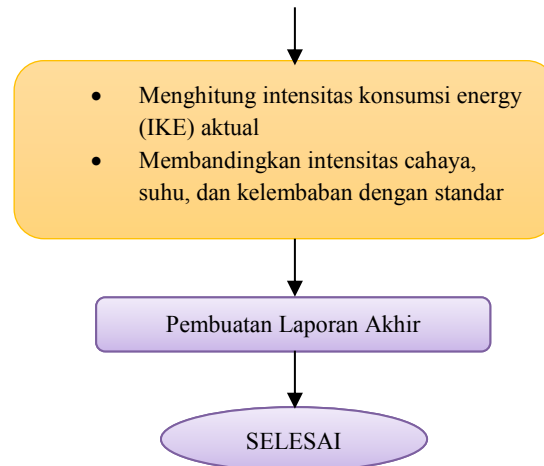 • Menghitung intensitas konsumsi energy
(IKE) aktual
• Membandingkan intensitas cahaya,
suhu, dan kelembaban dengan standar
Pembuatan Laporan Akhir
SELESAI